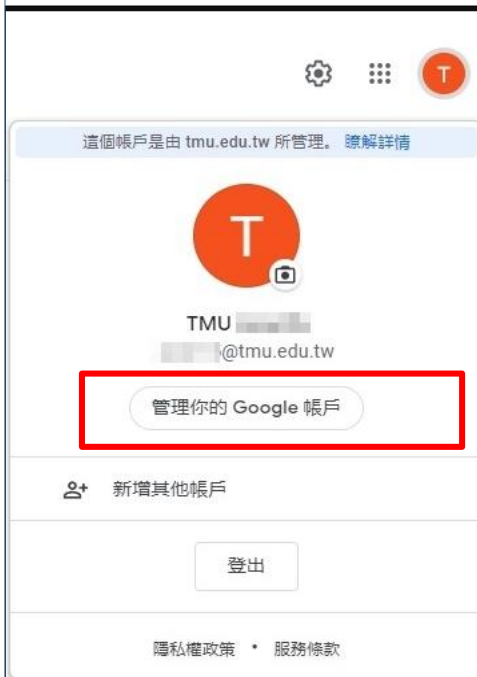 T
這個帳戶是由 tmu.edu.tw 所管理。 瞭解詳情
T
TMU
@tmu.edu.tw
管理你的 Google 帳戶
新增其他帳戶
登出
隱私權政策 • 服務條款